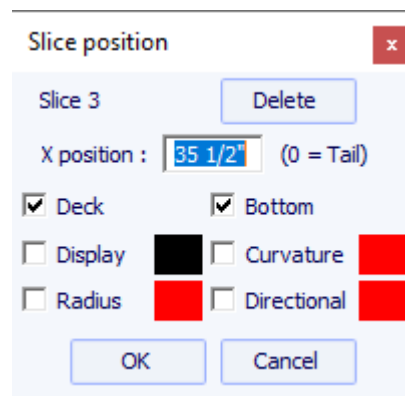 Slice position x
Slice 3 Delete
X position : 35 1/2" (0 = Tail)
Deck Bottom
Display Curvature
Radius Directional
OK Cancel